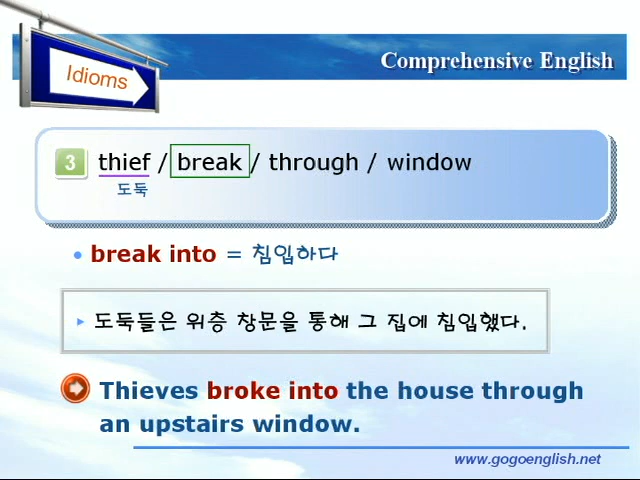 Idioms
Comprehensive English
3 thief / break / through / window
도둑
• break into = 침입하다
▸ 도둑들은 위층 창문을 통해 그 집에 침입했다.
Thieves broke into the house through
an upstairs window.
www.gogoenglish.net